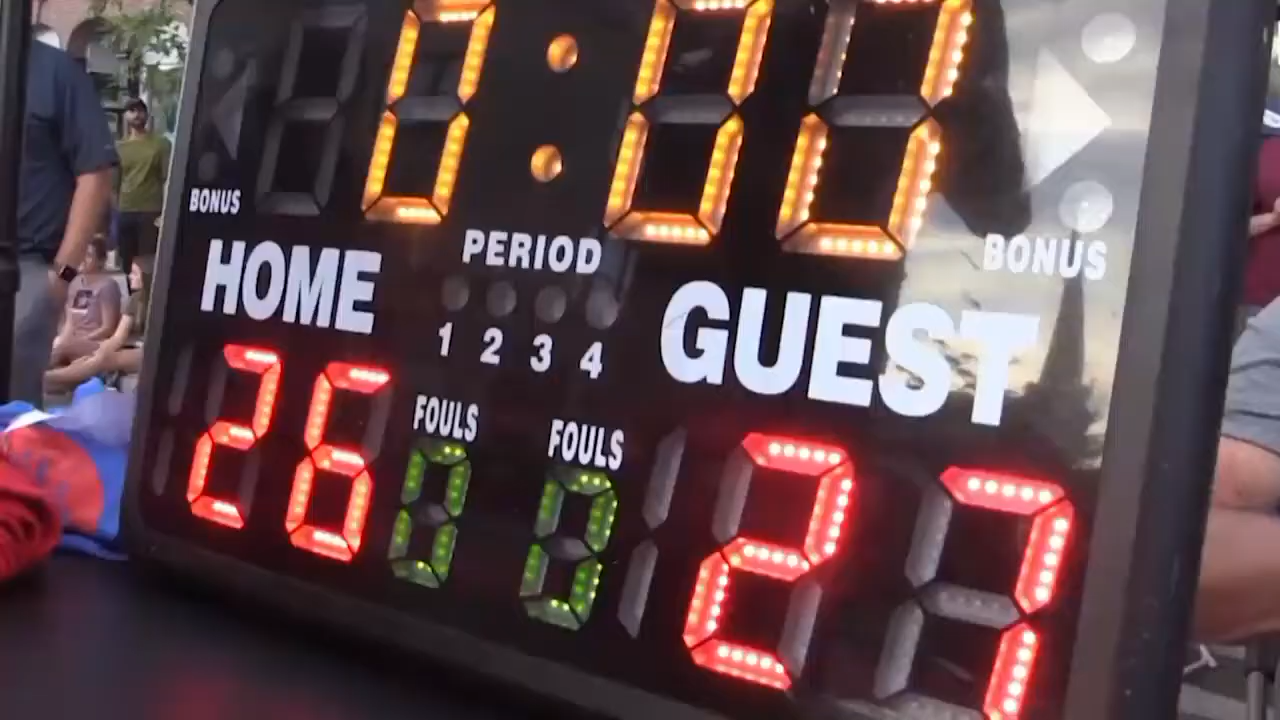 0:00
BONUS
BONUS
PERIOD
HOME
GUEST
1 2 3 4
FOULS
FOULS
26 0 0 27